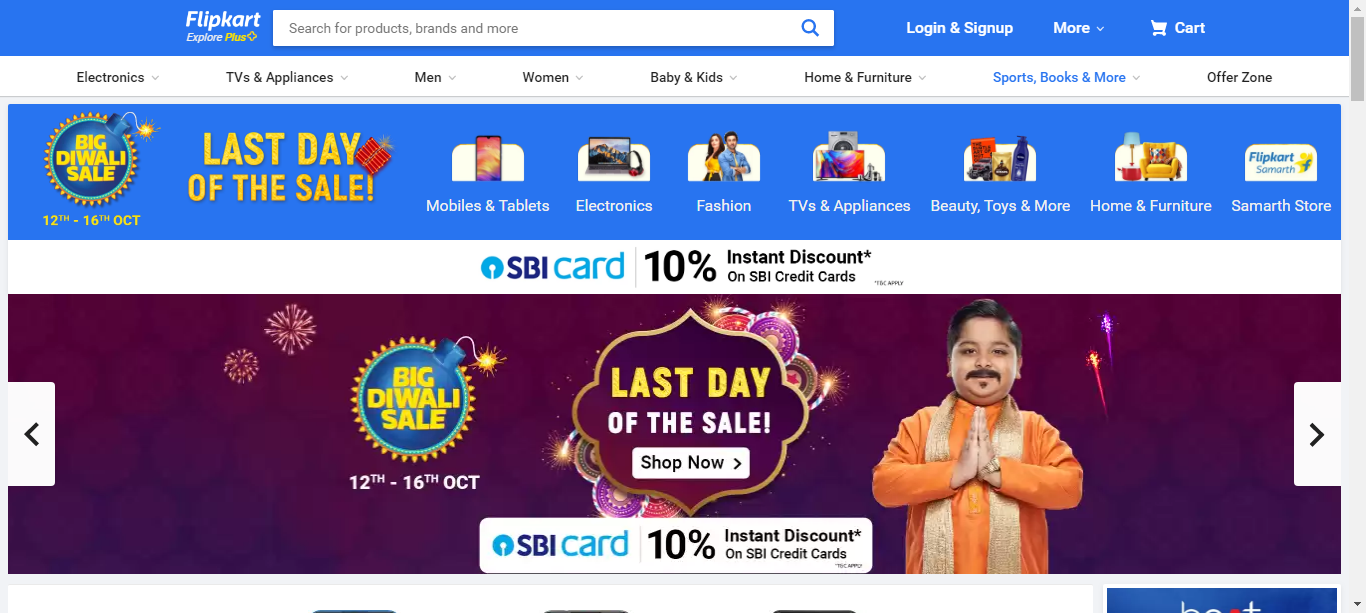 Flipkart
Explore Plus
Search for products, brands and more
Login & Signup
More
Cart
Electronics
TVs & Appliances
Men
Women
Baby & Kids
Home & Furniture
Sports, Books & More
Offer Zone
BIG
DIWALI
SALE
12TH - 16TH OCT
LAST DAY
OF THE SALE!
Mobiles & Tablets
Electronics
Fashion
TVs & Appliances
Beauty, Toys & More
Home & Furniture
Flipkart
Samarth
Samarth Store
SBI card
10%
Instant Discount*
On SBI Credit Cards
*T&C APPLY
BIG
DIWALI
SALE
12TH - 16TH OCT
LAST DAY
OF THE SALE!
Shop Now
SBI card
10%
Instant Discount*
On SBI Credit Cards
*T&C APPLY